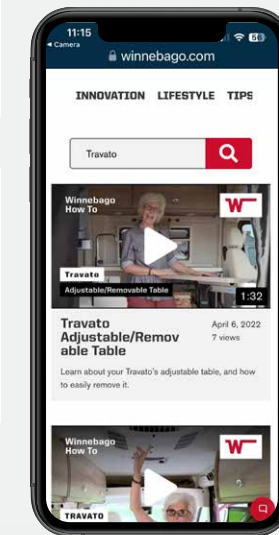 11:15
Camera
60
winnebago.com
INNOVATION LIFESTYLE TIPS
Travato
Winnebago
How To
W
Travato
Adjustable/Removable Table
1:32
Travato
Adjustable/Remov
able Table
April 6, 2022
7 views
Learn about your Travato's adjustable table, and how
to easily remove it.
Winnebago
How To
W
TRAVATO